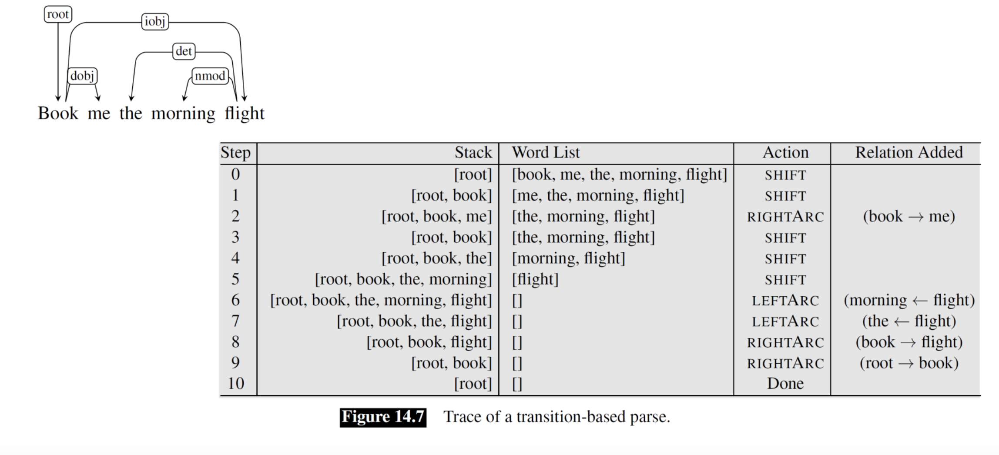 root
iobj
det
dobj nmod
Book me the morning flight
Step Stack Word List Action Relation Added
0 [root] [book, me, the, morning, flight] SHIFT
1 [root, book] [me, the, morning, flight] SHIFT
2 [root, book, me] [the, morning, flight] RIGHTARC (book → me)
3 [root, book] [the, morning, flight] SHIFT
4 [root, book, the] [morning, flight] SHIFT
5 [root, book, the, morning] [flight] SHIFT
6 [root, book, the, morning, flight] [] LEFTARC (morning ← flight)
7 [root, book, the, flight] [] LEFTARC (the ← flight)
8 [root, book, flight] [] RIGHTARC (book → flight)
9 [root, book] [] RIGHTARC (root → book)
10 [root] [] Done
Figure 14.7 Trace of a transition-based parse.